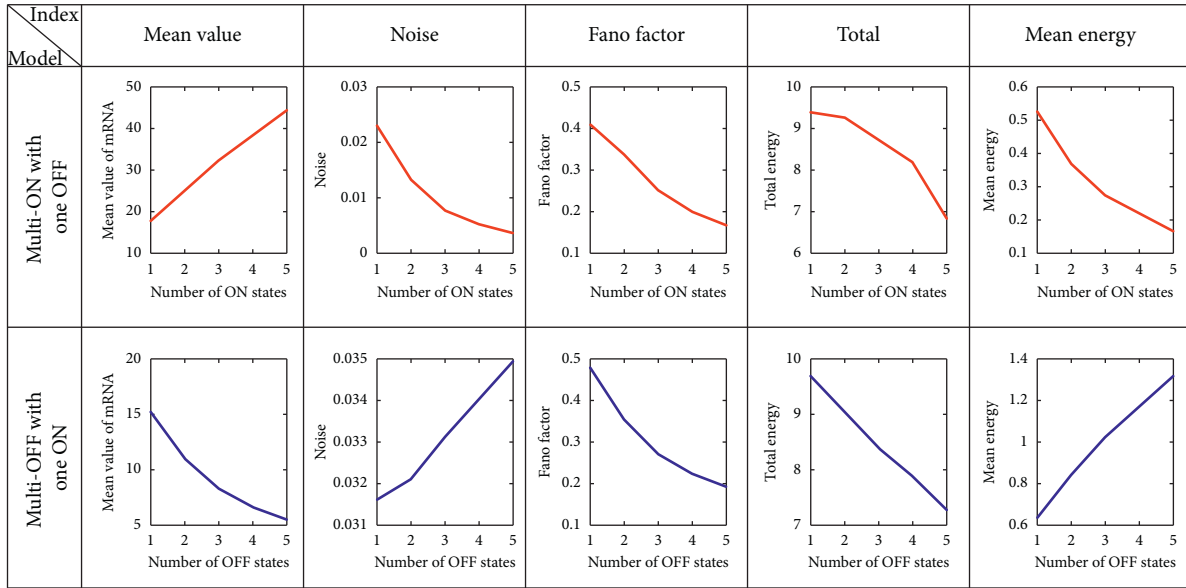 Index
Model
Mean value
Noise
Fano factor
Total
Mean energy
Multi-ON with
one OFF
Mean value of mRNA
50
40
30
20
10
1 2 3 4 5
Number of ON states
Noise
0.03
0.02
0.01
0
1 2 3 4 5
Number of ON states
Fano factor
0.5
0.4
0.3
0.2
0.1
1 2 3 4 5
Number of ON states
Total energy
10
9
8
7
6
1 2 3 4 5
Number of ON states
Mean energy
0.6
0.5
0.4
0.3
0.2
0.1
1 2 3 4 5
Number of ON states
Multi-OFF with
one ON
Mean value of mRNA
20
15
10
5
1 2 3 4 5
Number of OFF states
Noise
0.035
0.034
0.033
0.032
0.031
1 2 3 4 5
Number of OFF states
Fano factor
0.5
0.4
0.3
0.2
0.1
1 2 3 4 5
Number of OFF states
Total energy
10
9
8
7
1 2 3 4 5
Number of OFF states
Mean energy
1.4
1.2
1
0.8
0.6
1 2 3 4 5
Number of OFF states